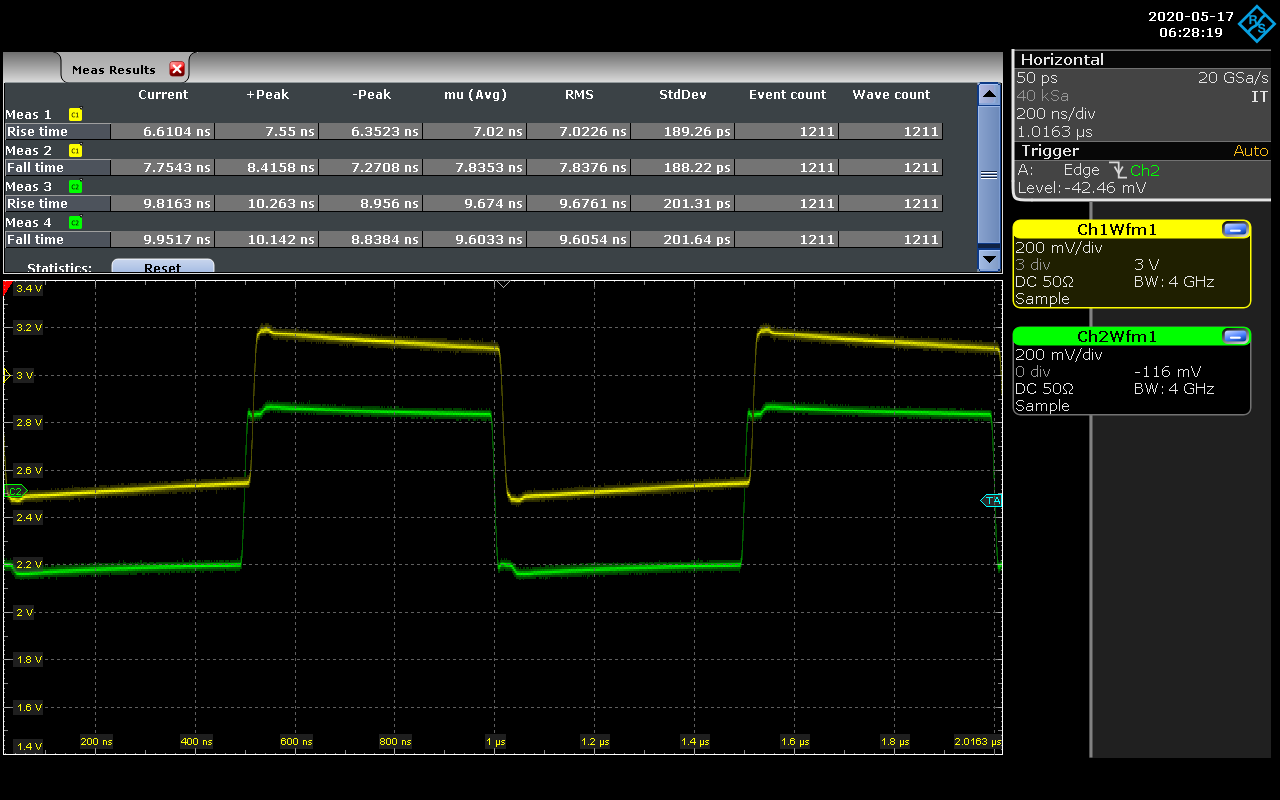 2020-05-17
06:28:19
R&S
Meas Results
Current +Peak -Peak mu (Avg) RMS StdDev Event count Wave count
Meas 1 C1
Rise time 6.6104 ns 7.55 ns 6.3523 ns 7.02 ns 7.0226 ns 189.26 ps 1211 1211
Meas 2 C1
Fall time 7.7543 ns 8.4158 ns 7.2708 ns 7.8353 ns 7.8376 ns 188.22 ps 1211 1211
Meas 3 C2
Rise time 9.8163 ns 10.263 ns 8.956 ns 9.674 ns 9.6761 ns 201.31 ps 1211 1211
Meas 4 C2
Fall time 9.9517 ns 10.142 ns 8.8384 ns 9.6033 ns 9.6054 ns 201.64 ps 1211 1211
Statistics: Reset
Horizontal
50 ps 20 GSa/s
40 kSa IT
200 ns/div
1.0163 µs
Trigger Auto
A: Edge Ch2
Level: -42.46 mV
Ch1Wfm1
200 mV/div
3 div 3 V
DC 50Ω BW: 4 GHz
Sample
Ch2Wfm1
200 mV/div
0 div -116 mV
DC 50Ω BW: 4 GHz
Sample
3.4 V
3.2 V
3 V
2.8 V
2.6 V
C2
2.4 V
TA
2.2 V
2 V
1.8 V
1.6 V
1.4 V
200 ns 400 ns 600 ns 800 ns 1 µs 1.2 µs 1.4 µs 1.6 µs 1.8 µs 2.0163 µs